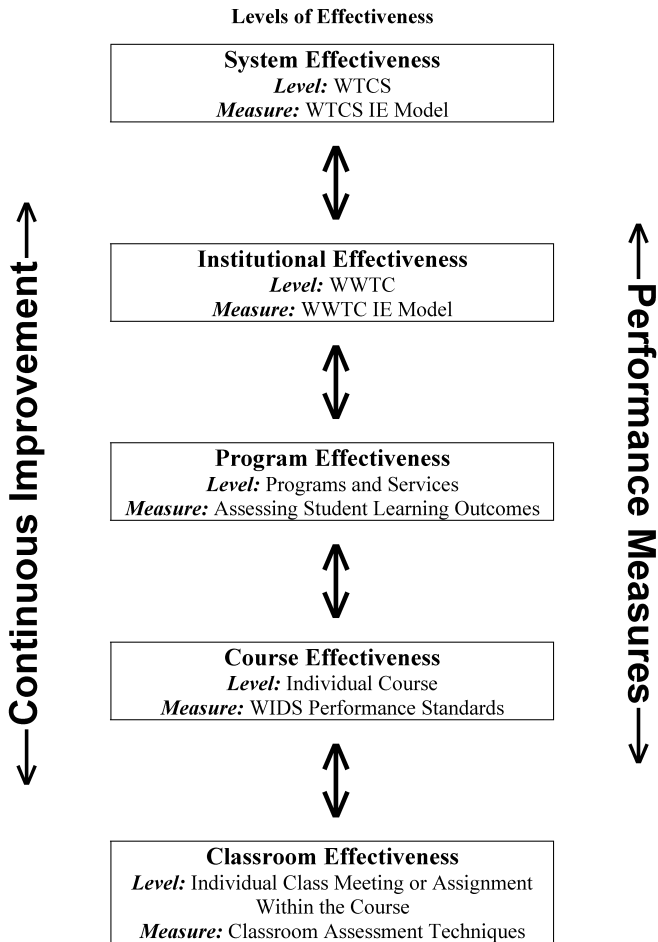 Levels of Effectiveness
System Effectiveness
Level: WTCS
Measure: WTCS IE Model
Institutional Effectiveness
Level: WWTC
Measure: WWTC IE Model
Program Effectiveness
Level: Programs and Services
Measure: Assessing Student Learning Outcomes
Course Effectiveness
Level: Individual Course
Measure: WIDS Performance Standards
Classroom Effectiveness
Level: Individual Class Meeting or Assignment
Within the Course
Measure: Classroom Assessment Techniques
Continuous Improvement
Performance Measures